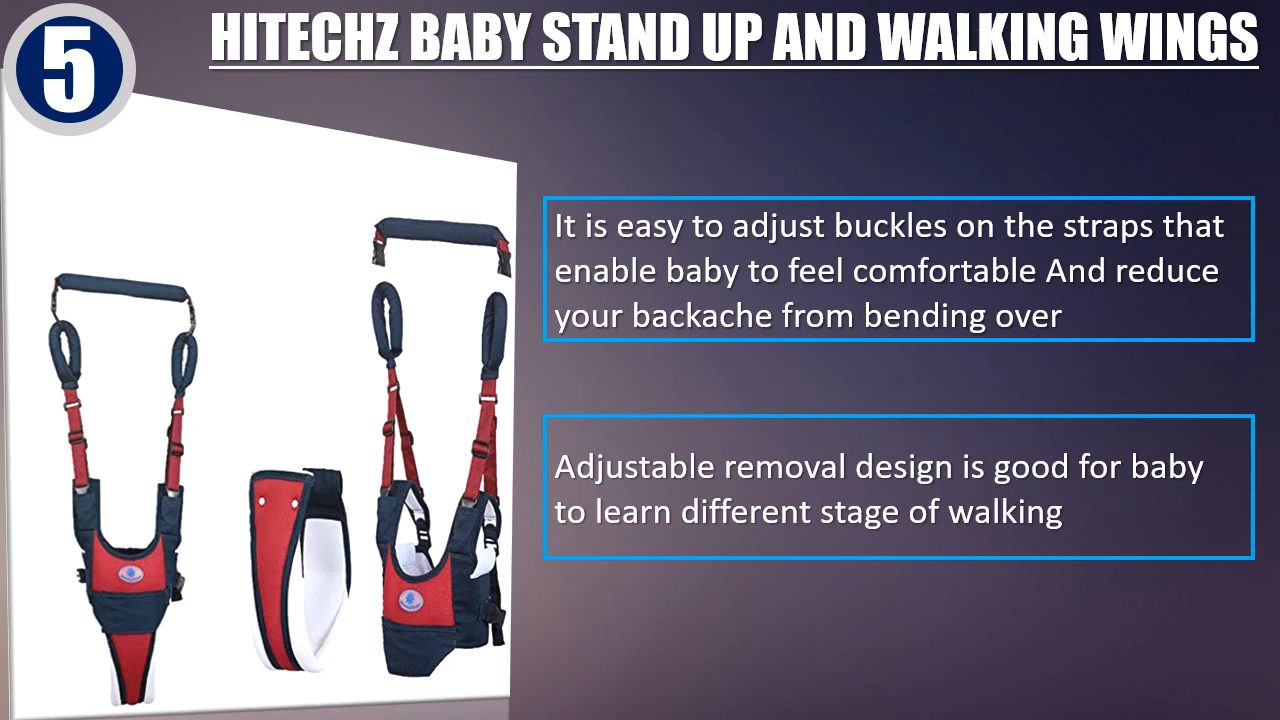 5
HITECHZ BABY STAND UP AND WALKING WINGS
It is easy to adjust buckles on the straps that
enable baby to feel comfortable And reduce
your backache from bending over
Adjustable removal design is good for baby
to learn different stage of walking